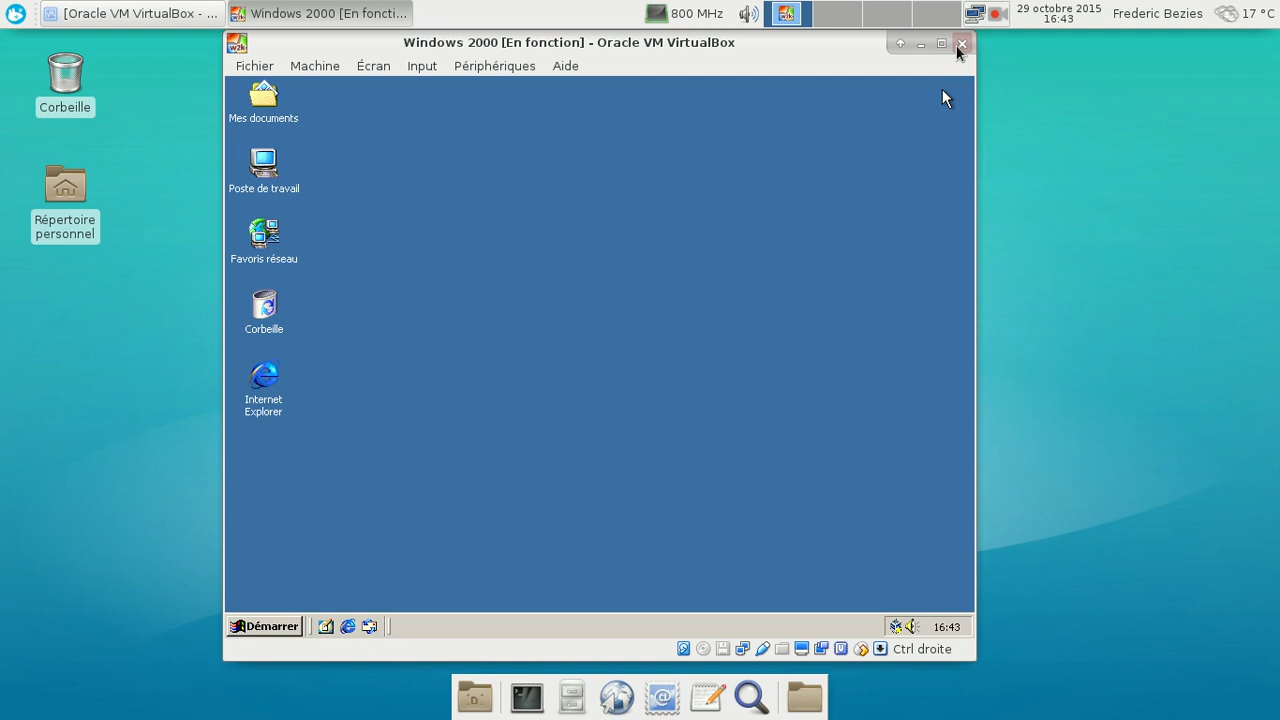 [Oracle VM VirtualBox - ...
Windows 2000 [En foncti...
800 MHz
29 octobre 2015
16:43
Frederic Bezies
17 °C
Corbeille
Répertoire
personnel
Windows 2000 [En fonction] - Oracle VM VirtualBox
Fichier Machine Écran Input Périphériques Aide
Mes documents
Poste de travail
Favoris réseau
Corbeille
Internet
Explorer
Démarrer
16:43
Ctrl droite